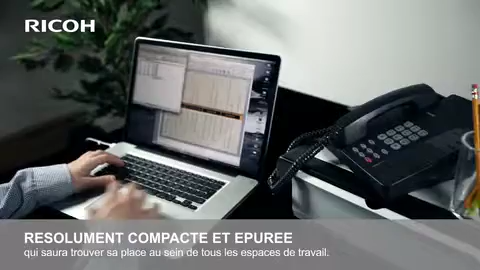 RICOH
RESOLUMENT COMPACTE ET EPUREE
qui saura trouver sa place au sein de tous les espaces de travail.